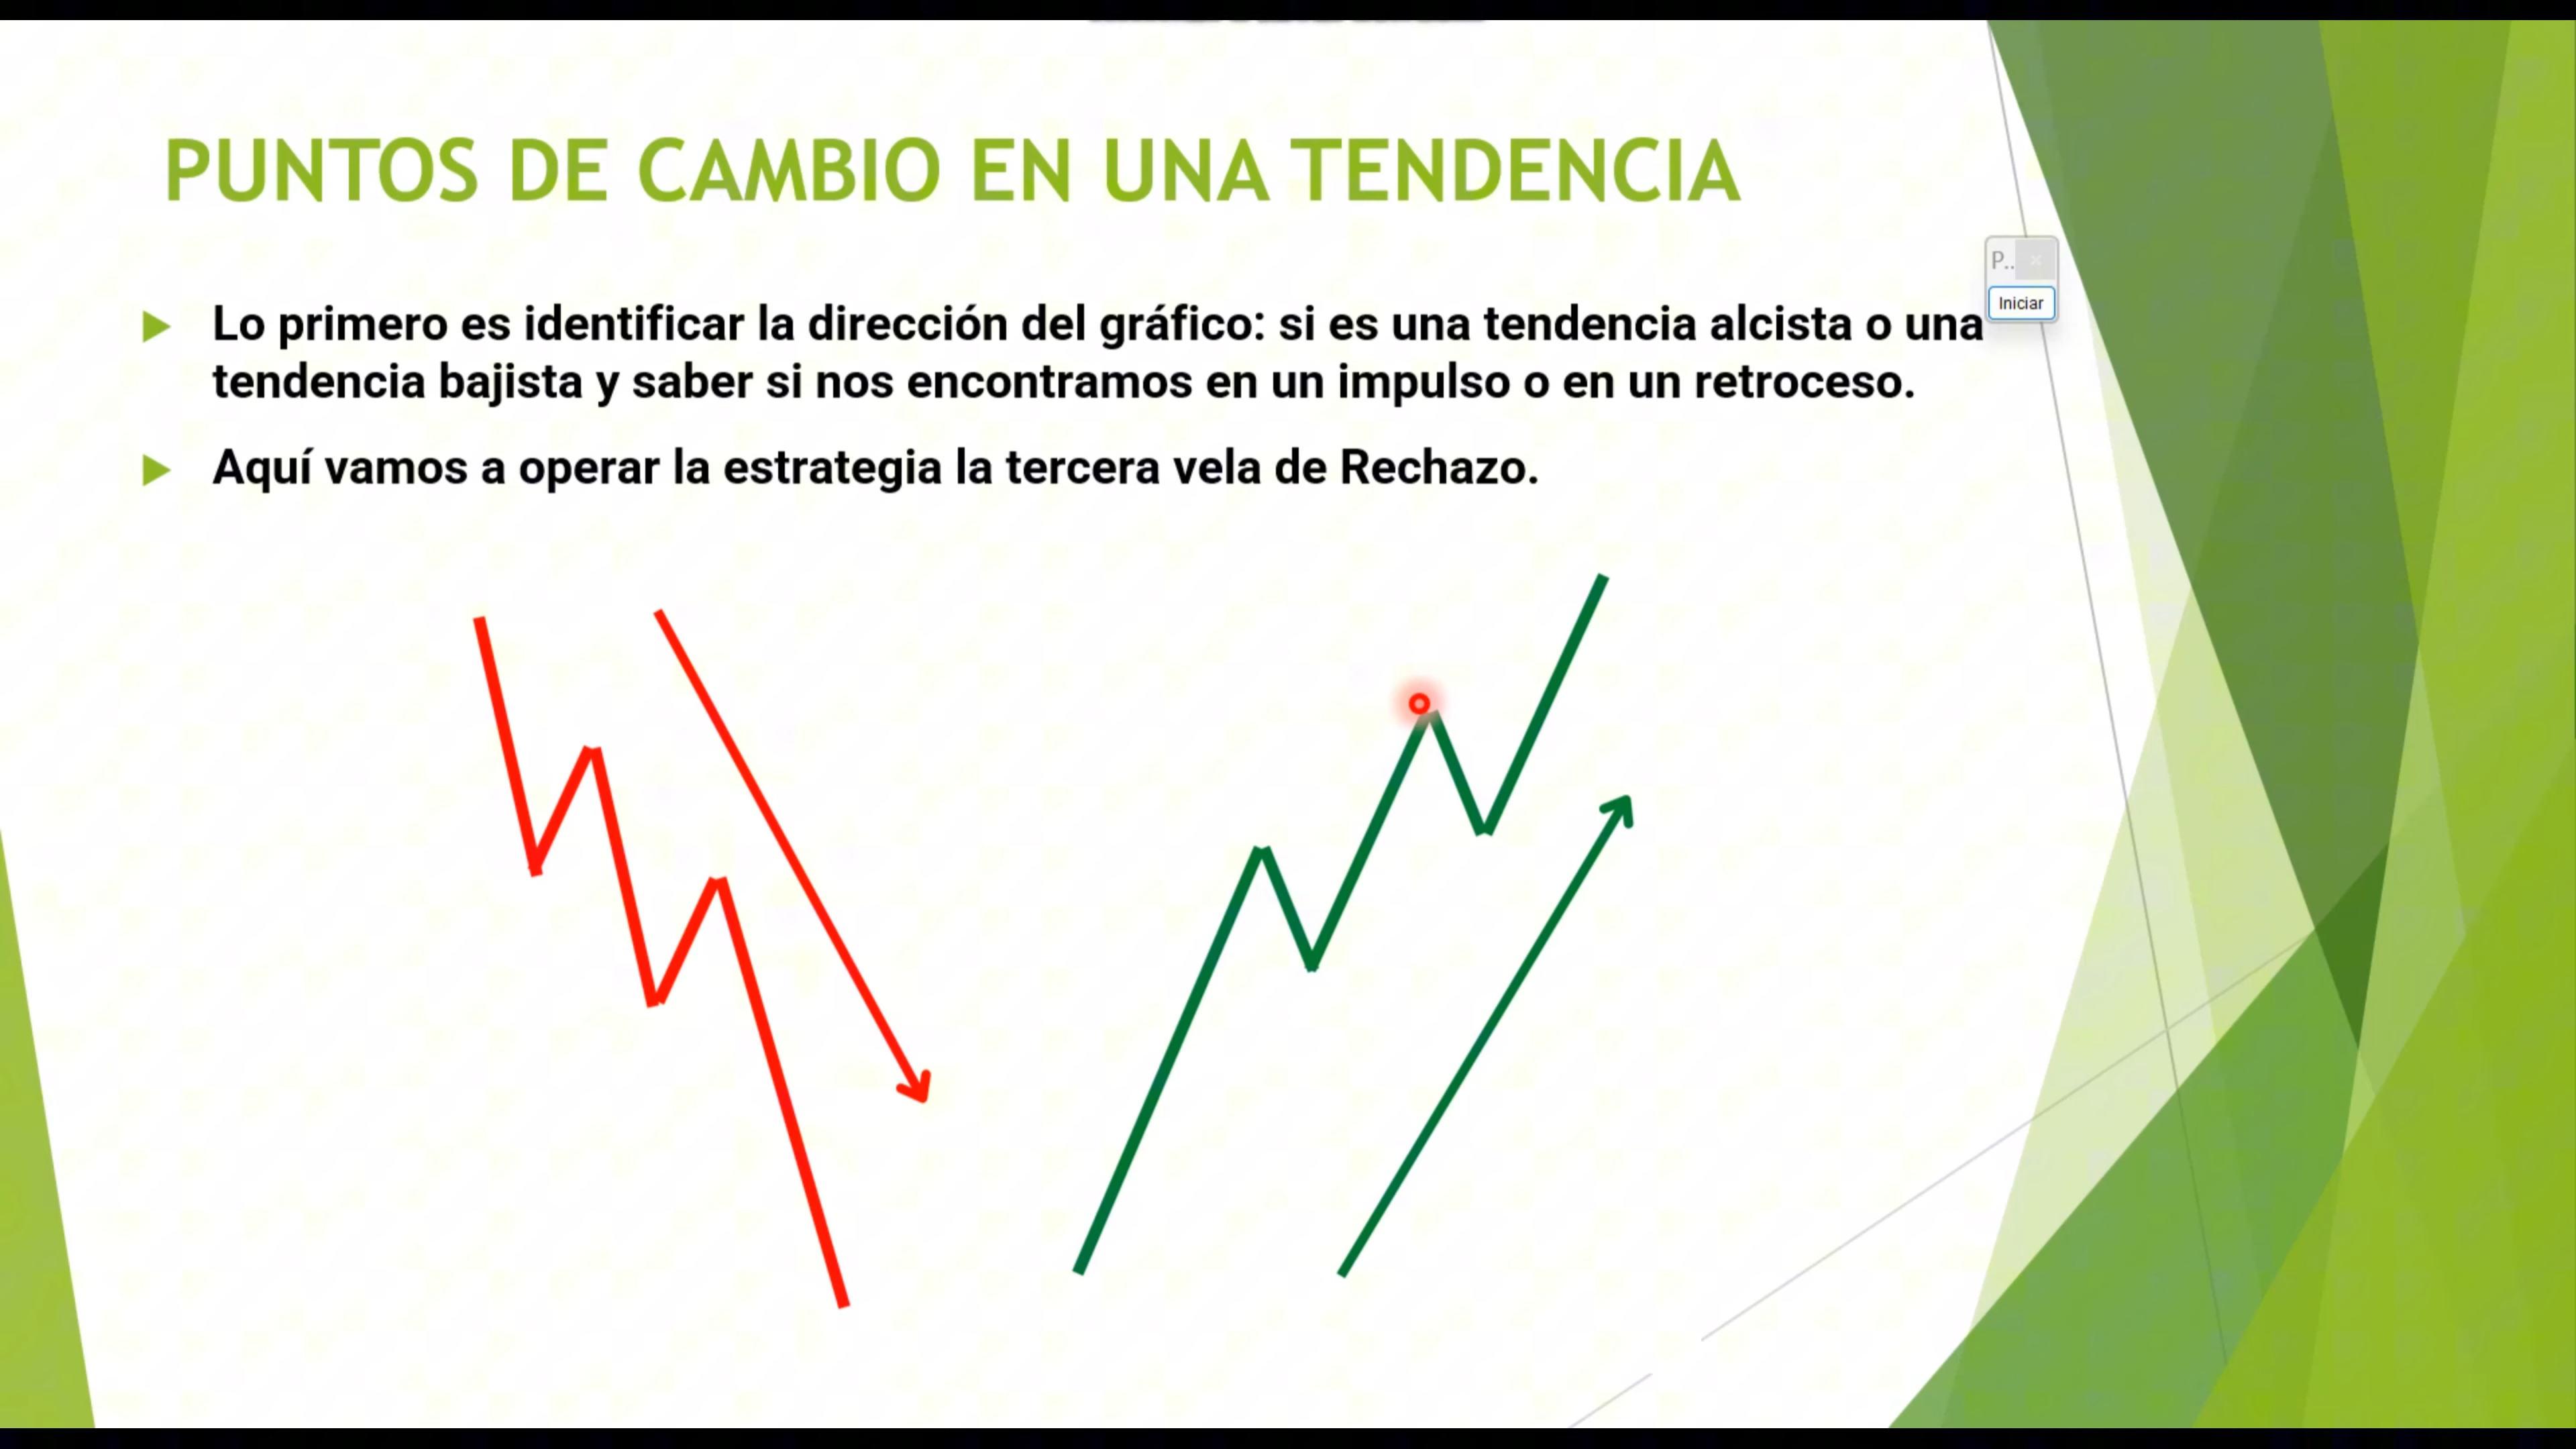 PUNTOS DE CAMBIO EN UNA TENDENCIA
P..
Iniciar
Lo primero es identificar la dirección del gráfico: si es una tendencia alcista o una
tendencia bajista y saber si nos encontramos en un impulso o en un retroceso.
Aquí vamos a operar la estrategia la tercera vela de Rechazo.